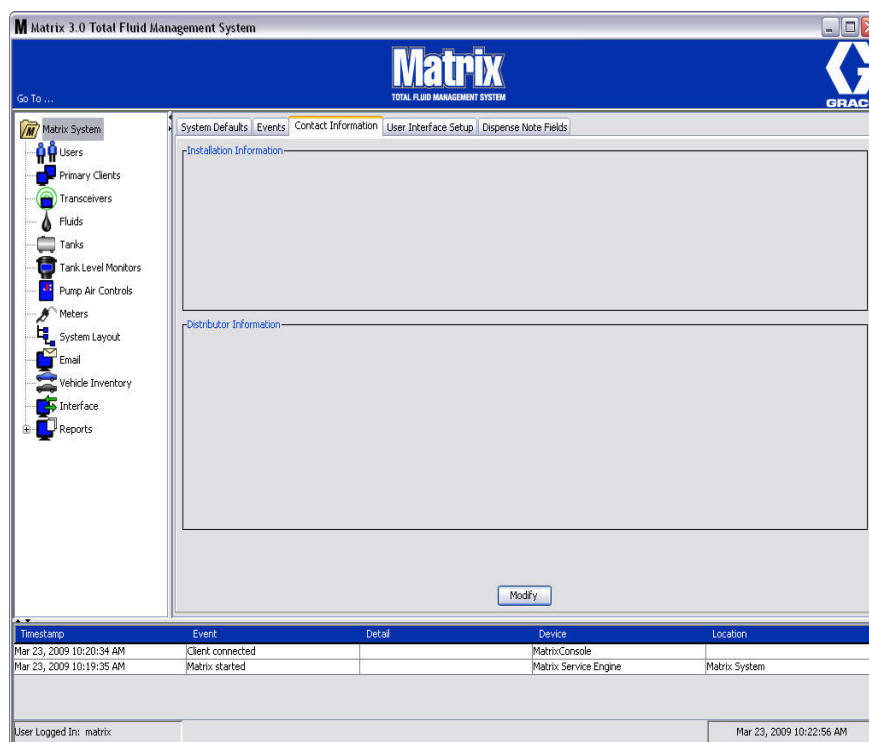 M Matrix 3.0 Total Fluid Management System
Matrix
TOTAL FLUID MANAGEMENT SYSTEM
Go To ...
GRAC
Matrix System
Users
Primary Clients
Transceivers
Fluids
Tanks
Tank Level Monitors
Pump Air Controls
Meters
System Layout
Email
Vehicle Inventory
Interface
Reports
System Defaults Events Contact Information User Interface Setup Dispense Note Fields
Installation Information
Distributor Information
Modify
Timestamp Event Detail Device Location
Mar 23, 2009 10:20:34 AM Client connected MatrixConsole
Mar 23, 2009 10:19:35 AM Matrix started Matrix Service Engine Matrix System
User Logged In: matrix Mar 23, 2009 10:22:56 AM